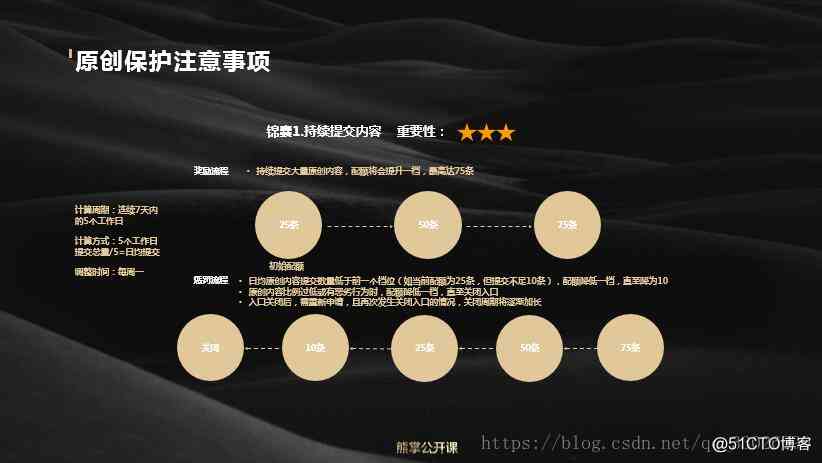 原创保护注意事项
锦囊1.持续提交内容 重要性：
奖励流程
• 持续提交大量原创内容，配额将会提升一档，最高达75条
计算周期：连续7天内
的5个工作日
计算方式：5个工作日
提交总量/5=日均提交
调整时间：每周一
25条
50条
75条
初始配额
惩罚流程
• 日均原创内容提交数量低于前一个档位（如当前配额为25条，但提交不足10条），配额降低一档，直至降为10
• 原创内容比例过低或有恶劣行为时，配额降低一档，直至关闭入口
• 入口关闭后，需重新申请，且再次发生关闭入口的情况，关闭周期将逐渐加长
关闭
10条
25条
50条
75条
熊掌公开课
https://blog.csdn.net/
@51CTO博客